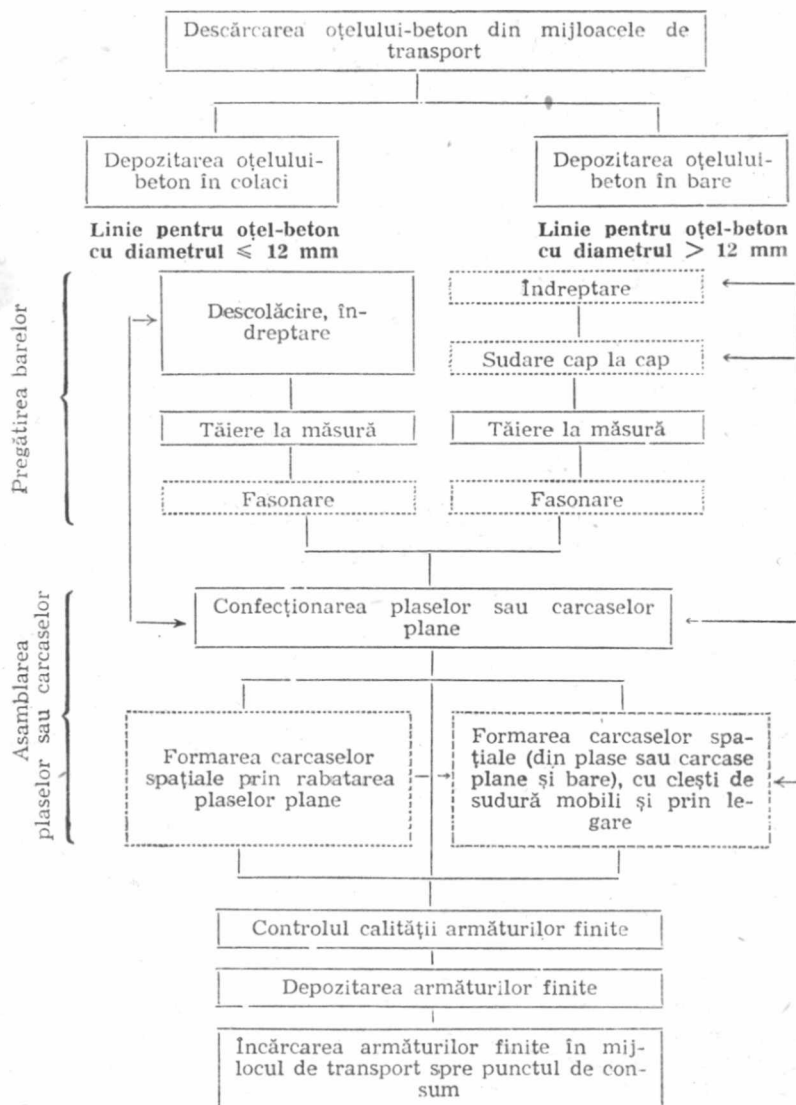 Descărcarea oțelului-beton din mijloacele de
transport
Depozitarea oțelului-
beton în colaci
Depozitarea oțelului-
beton în bare
Linie pentru oțel-beton
cu diametrul ⩽ 12 mm
Linie pentru oțel-beton
cu diametrul > 12 mm
Pregătirea barelor
Descolăcire, în-
dreptare
Îndreptare
Sudare cap la cap
Tăiere la măsură
Tăiere la măsură
Fasonare
Fasonare
Asamblarea
plaselor sau carcaselor
Confecționarea plaselor sau carcaselor
plane
Formarea carcaselor
spațiale prin rabatarea
plaselor plane
Formarea carcaselor spa-
țiale (din plase sau carcase
plane și bare), cu clești de
sudură mobili și prin le-
gare
Controlul calității armăturilor finite
Depozitarea armăturilor finite
Încărcarea armăturilor finite în mij-
locul de transport spre punctul de con-
sum